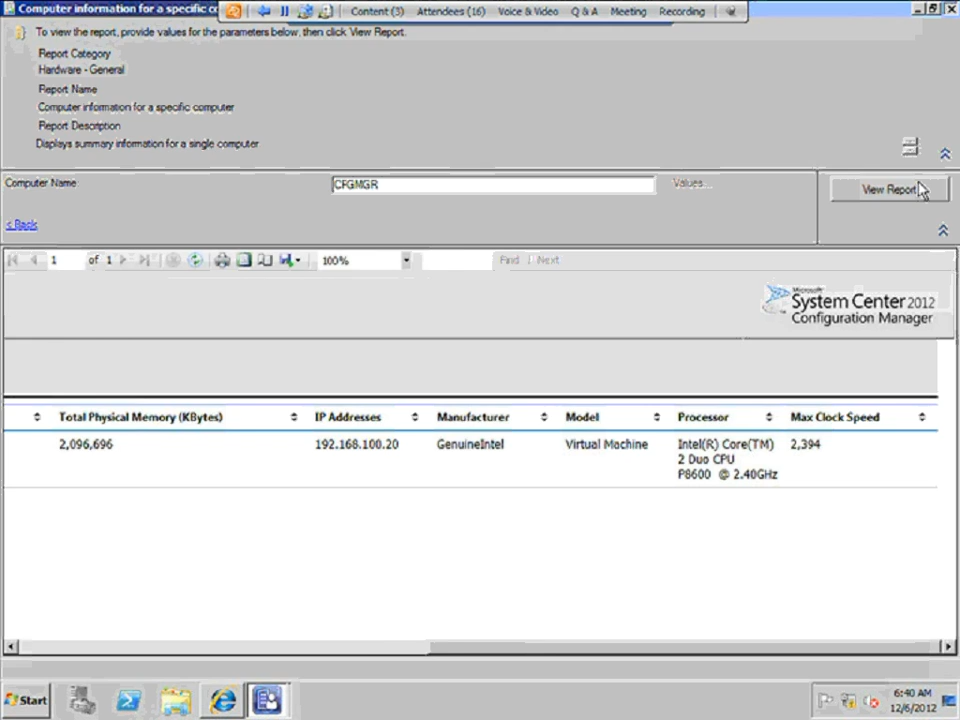 Computer information for a specific co
Content (3) Attendees (16) Voice & Video Q & A Meeting Recording
To view the report, provide values for the parameters below, then click View Report.
Report Category
Hardware - General
Report Name
Computer information for a specific computer
Report Description
Displays summary information for a single computer
Computer Name: CFGMGR Values... View Report
< Back
1 of 1 100% Find | Next
Microsoft
System Center 2012
Configuration Manager
Total Physical Memory (KBytes) IP Addresses Manufacturer Model Processor Max Clock Speed
2,096,696 192.168.100.20 GenuineIntel Virtual Machine Intel(R) Core(TM) 2,394
2 Duo CPU
P8600 @ 2.40GHz
Start
6:40 AM
12/6/2012